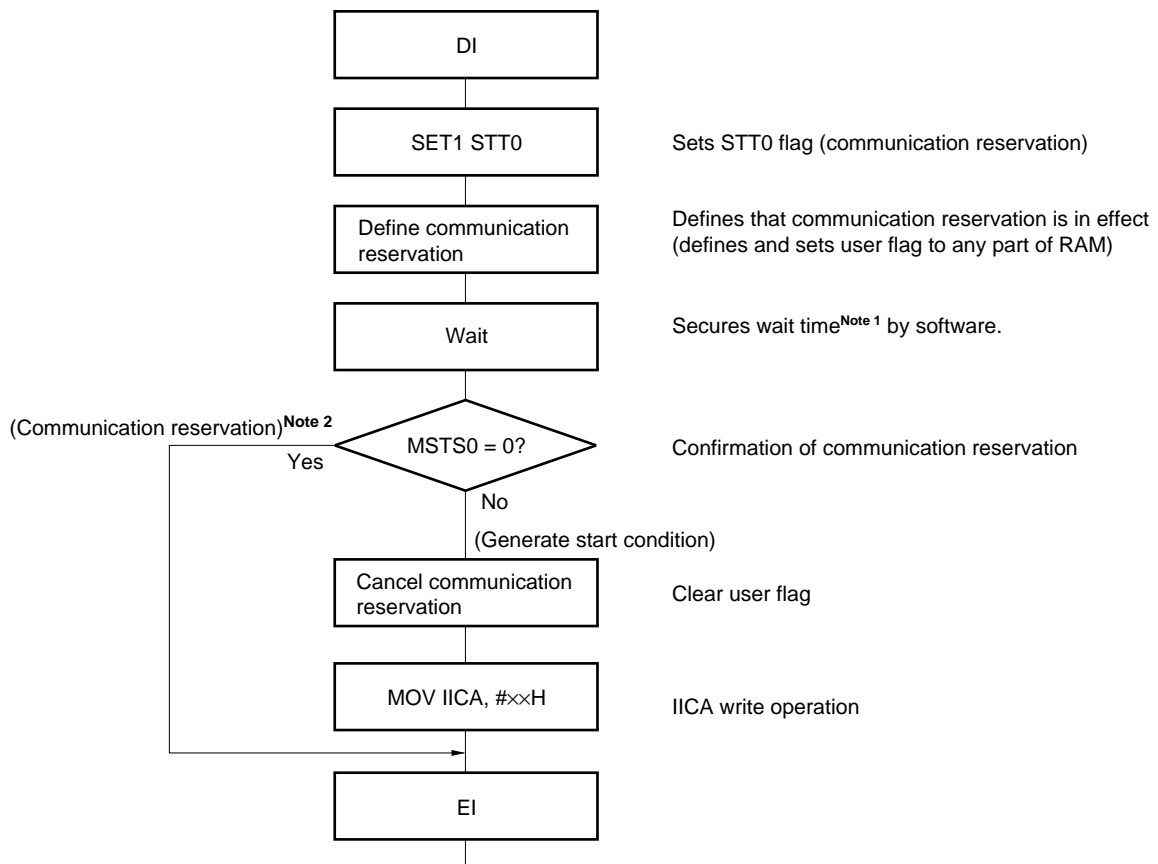 DI
SET1 STT0
Sets STT0 flag (communication reservation)
Define communication
reservation
Defines that communication reservation is in effect
(defines and sets user flag to any part of RAM)
Wait
Secures wait time Note 1 by software.
(Communication reservation) Note 2
MSTS0 = 0?
Confirmation of communication reservation
Yes
No
(Generate start condition)
Cancel communication
reservation
Clear user flag
MOV IICA, #××H
IICA write operation
EI